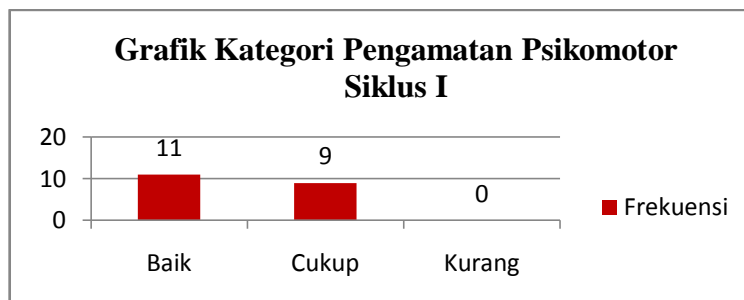 Grafik Kategori Pengamatan Psikomotor
Siklus I
20
10
0
11
9
0
Baik
Cukup
Kurang
Frekuensi